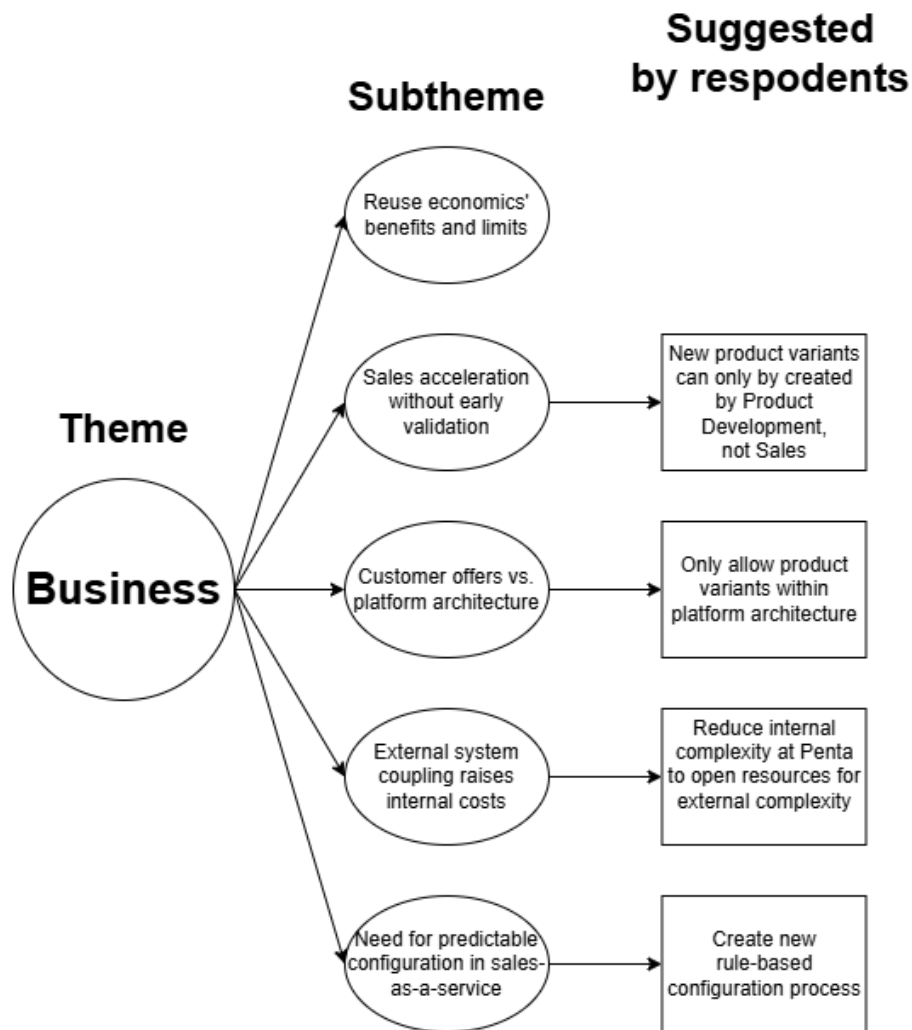 Suggested
by respodents
Subtheme
Reuse economics'
benefits and limits
Sales acceleration
without early
validation
New product variants
can only by created
by Product
Development,
not Sales
Theme
Business
Customer offers vs.
platform architecture
Only allow product
variants within
platform architecture
External system
coupling raises
internal costs
Reduce internal
complexity at Penta
to open resources for
external complexity
Need for predictable
configuration in sales-
as-a-service
Create new
rule-based
configuration process